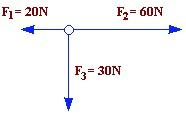 F1= 20N
F2= 60N
F3= 30N